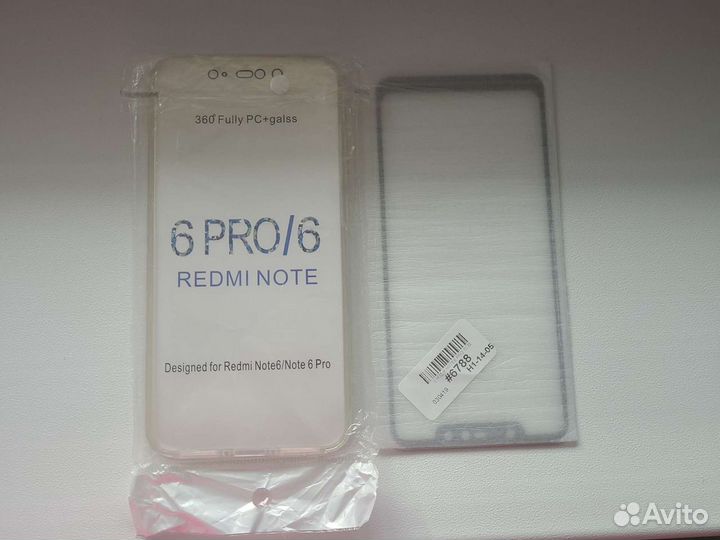 360° Fully PC+galss
6 PRO/6
REDMI NOTE
Designed for Redmi Note6/Note 6 Pro
#6788
H1-14-05
030419
Avito